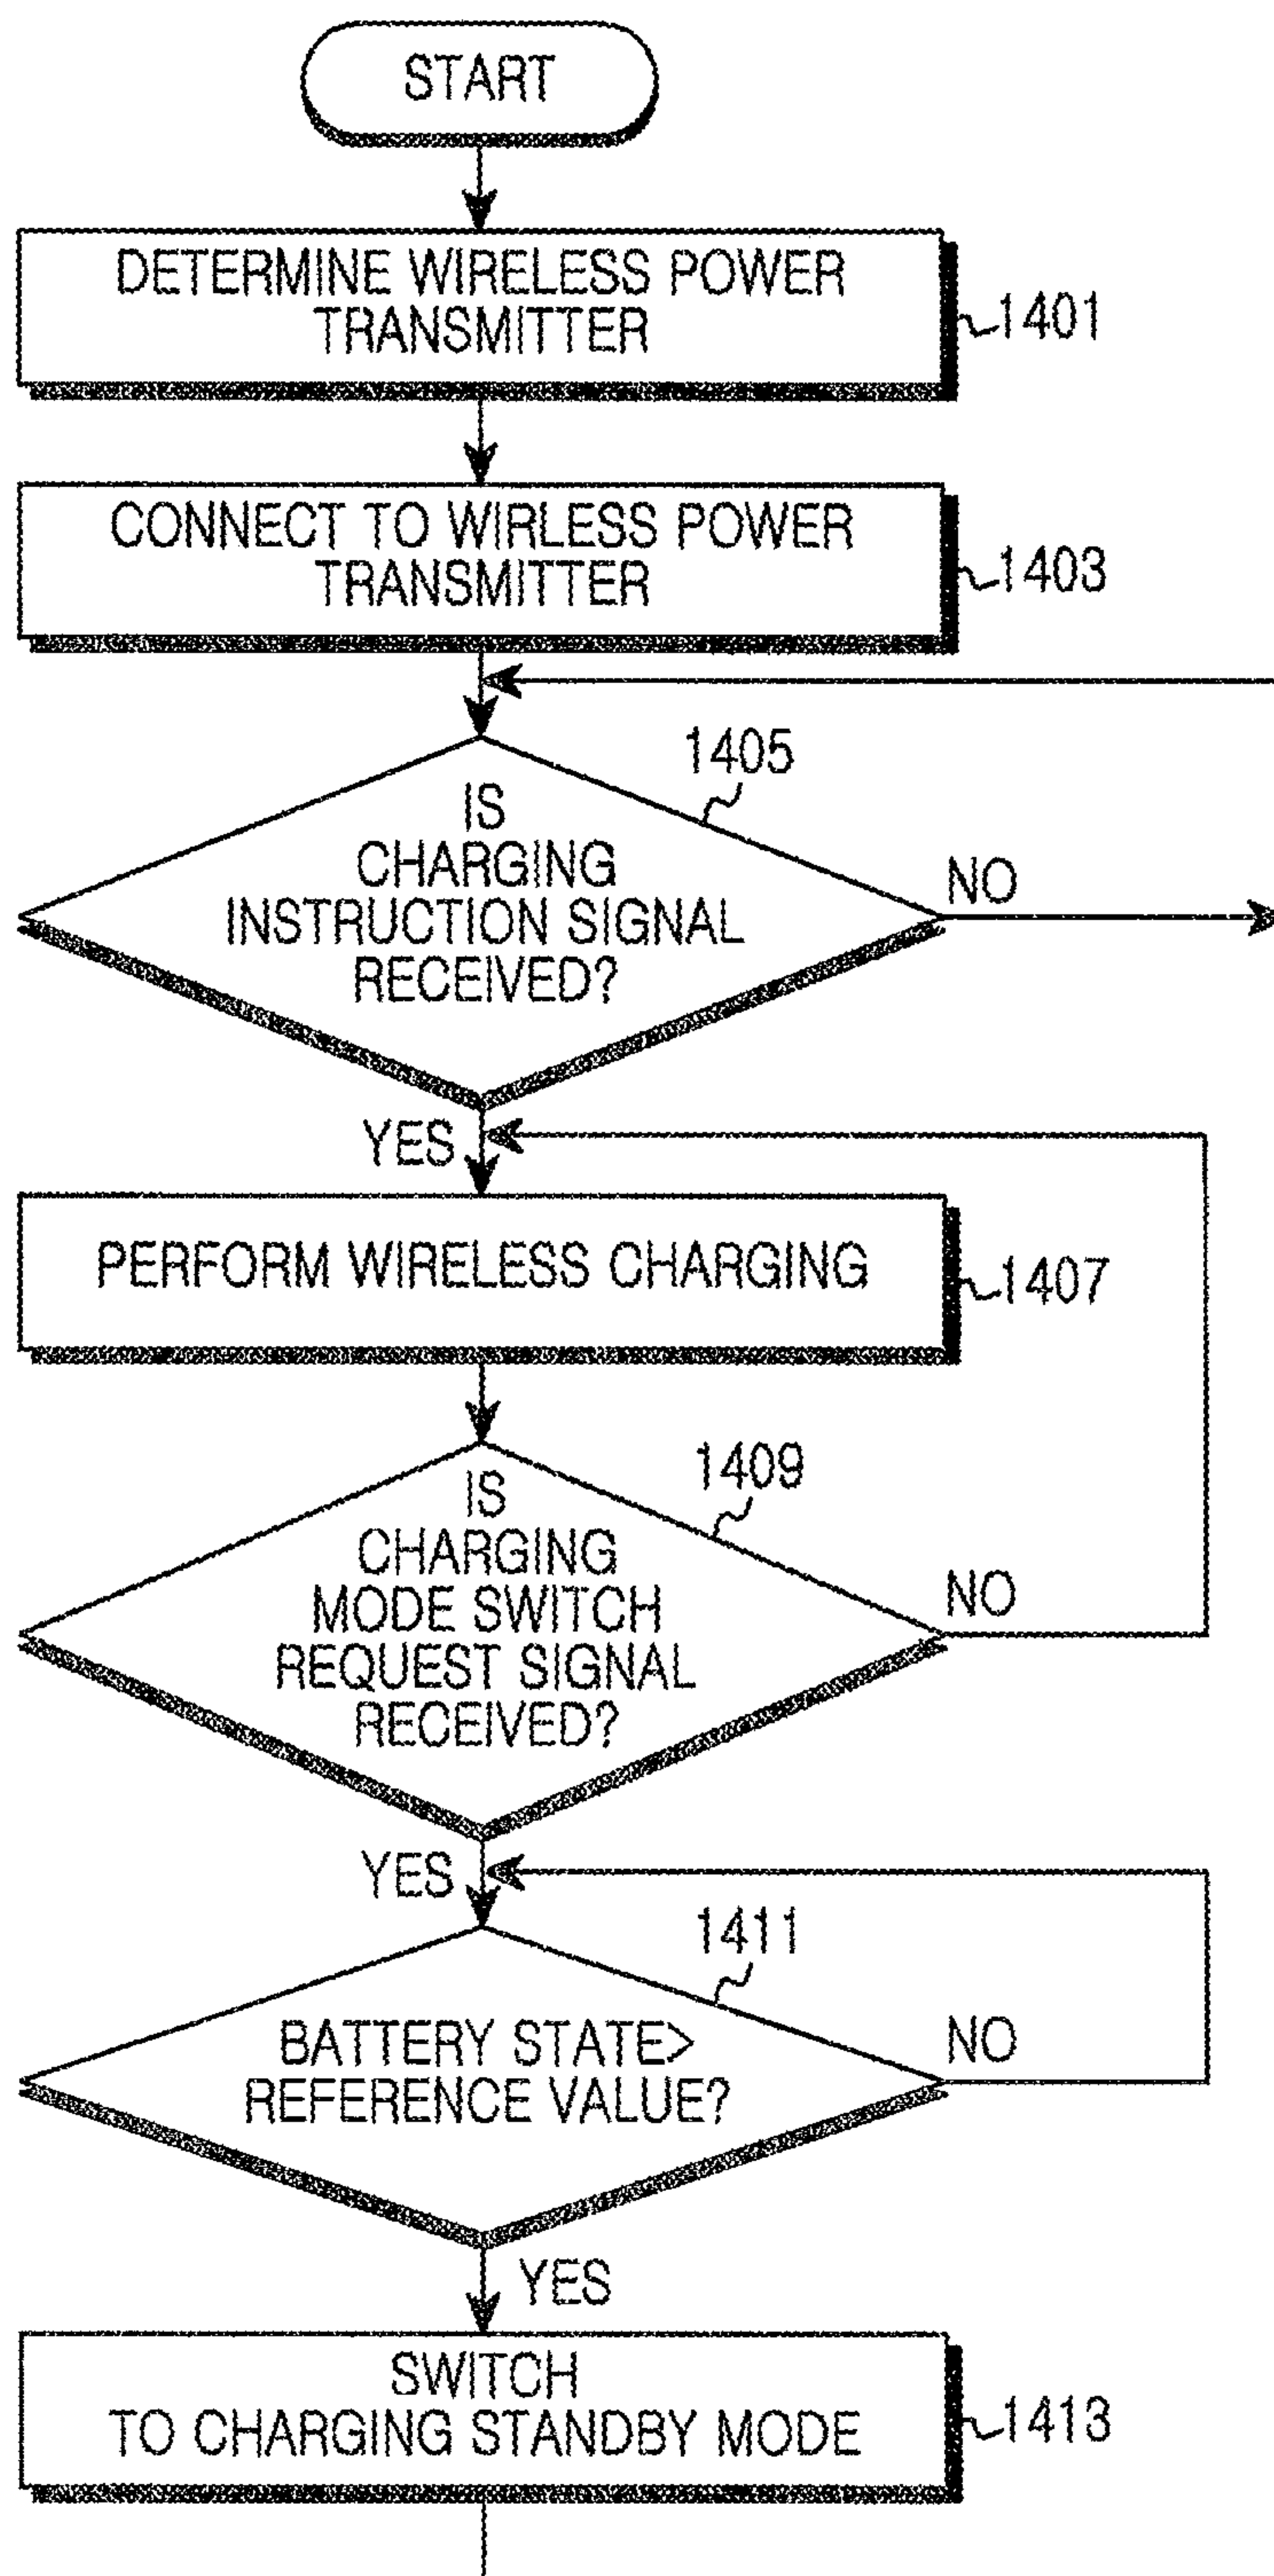 START
DETERMINE WIRELESS POWER
TRANSMITTER
1401
CONNECT TO WIRLESS POWER
TRANSMITTER
1403
1405
IS
CHARGING
INSTRUCTION SIGNAL
RECEIVED?
NO
YES
PERFORM WIRELESS CHARGING
1407
1409
IS
CHARGING
MODE SWITCH
REQUEST SIGNAL
RECEIVED?
NO
YES
1411
BATTERY STATE>
REFERENCE VALUE?
NO
YES
SWITCH
TO CHARGING STANDBY MODE
1413